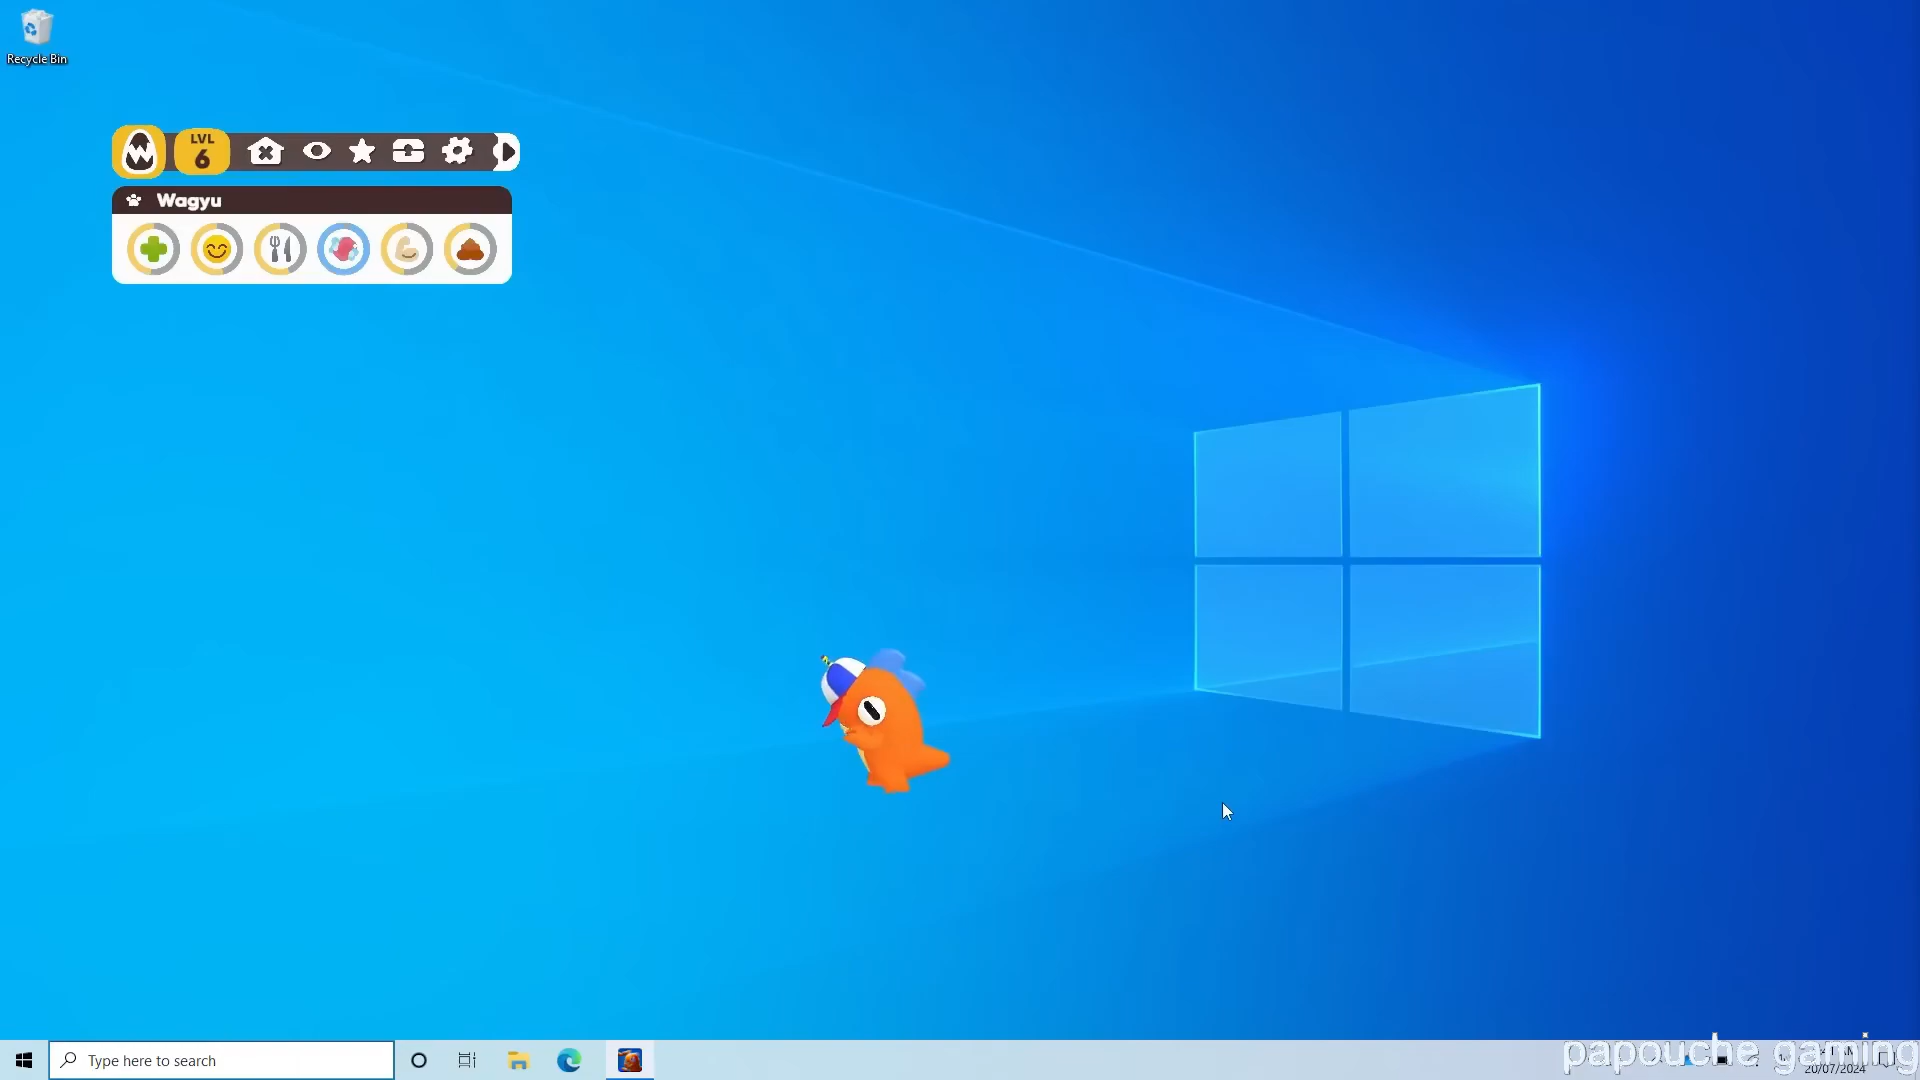 Recycle Bin
LVL
6
Wagyu
Type here to search
papouche gaming
20/07/2024